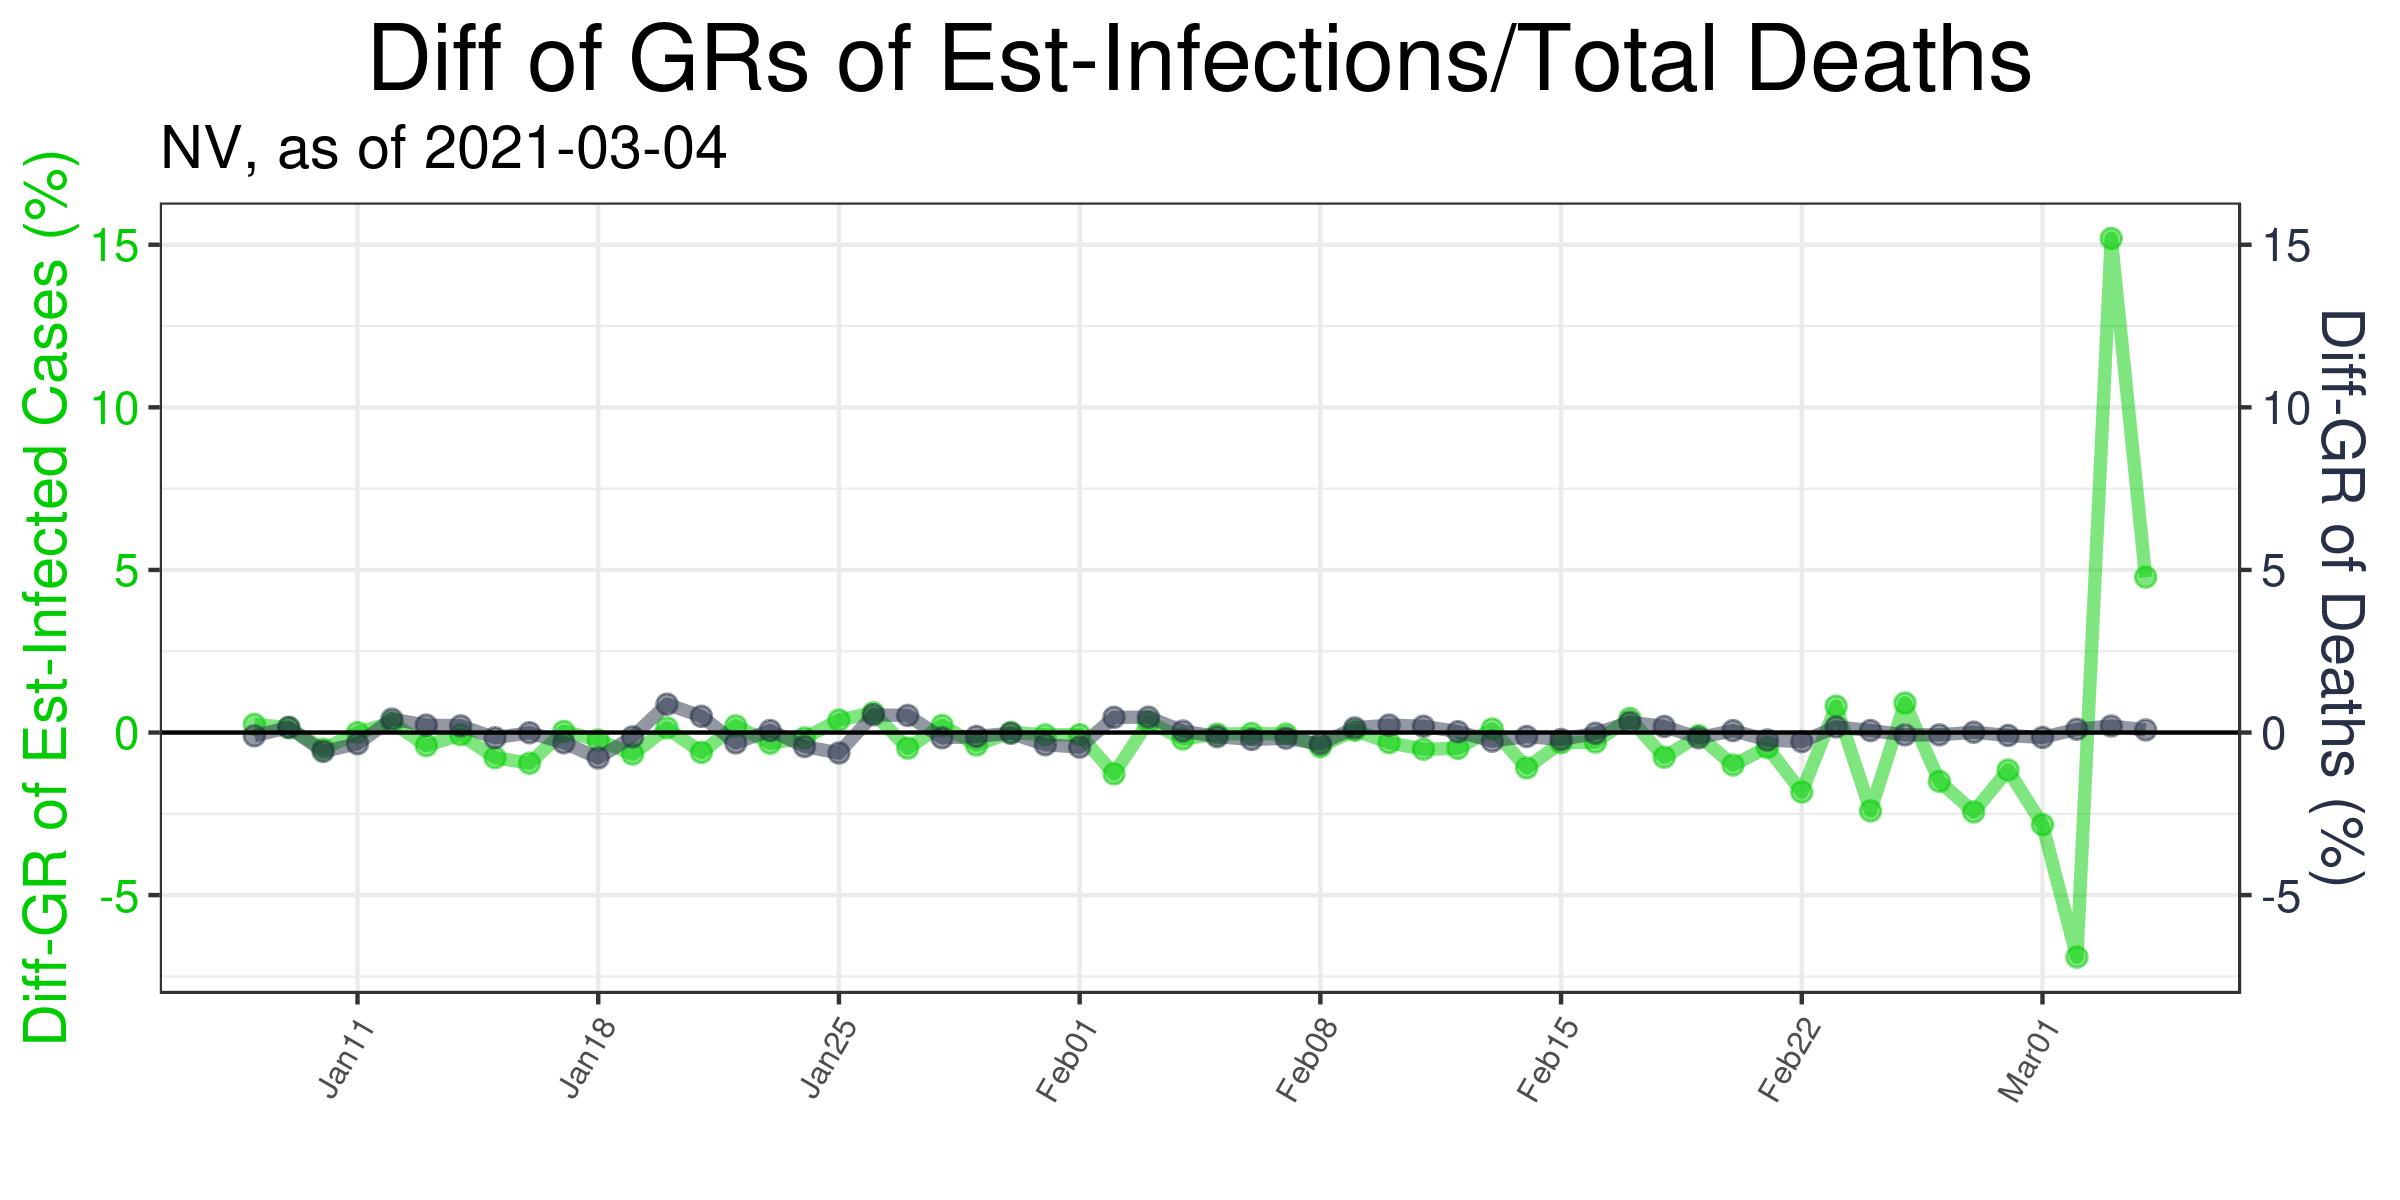 Diff of GRs of Est-Infections/Total Deaths
NV, as of 2021-03-04
Diff-GR of Est-Infected Cases (%)
15
10
5
0
-5
15
10
5
0
-5
Diff-GR of Deaths (%)
Jan11
Jan18
Jan25
Feb01
Feb08
Feb15
Feb22
Mar01